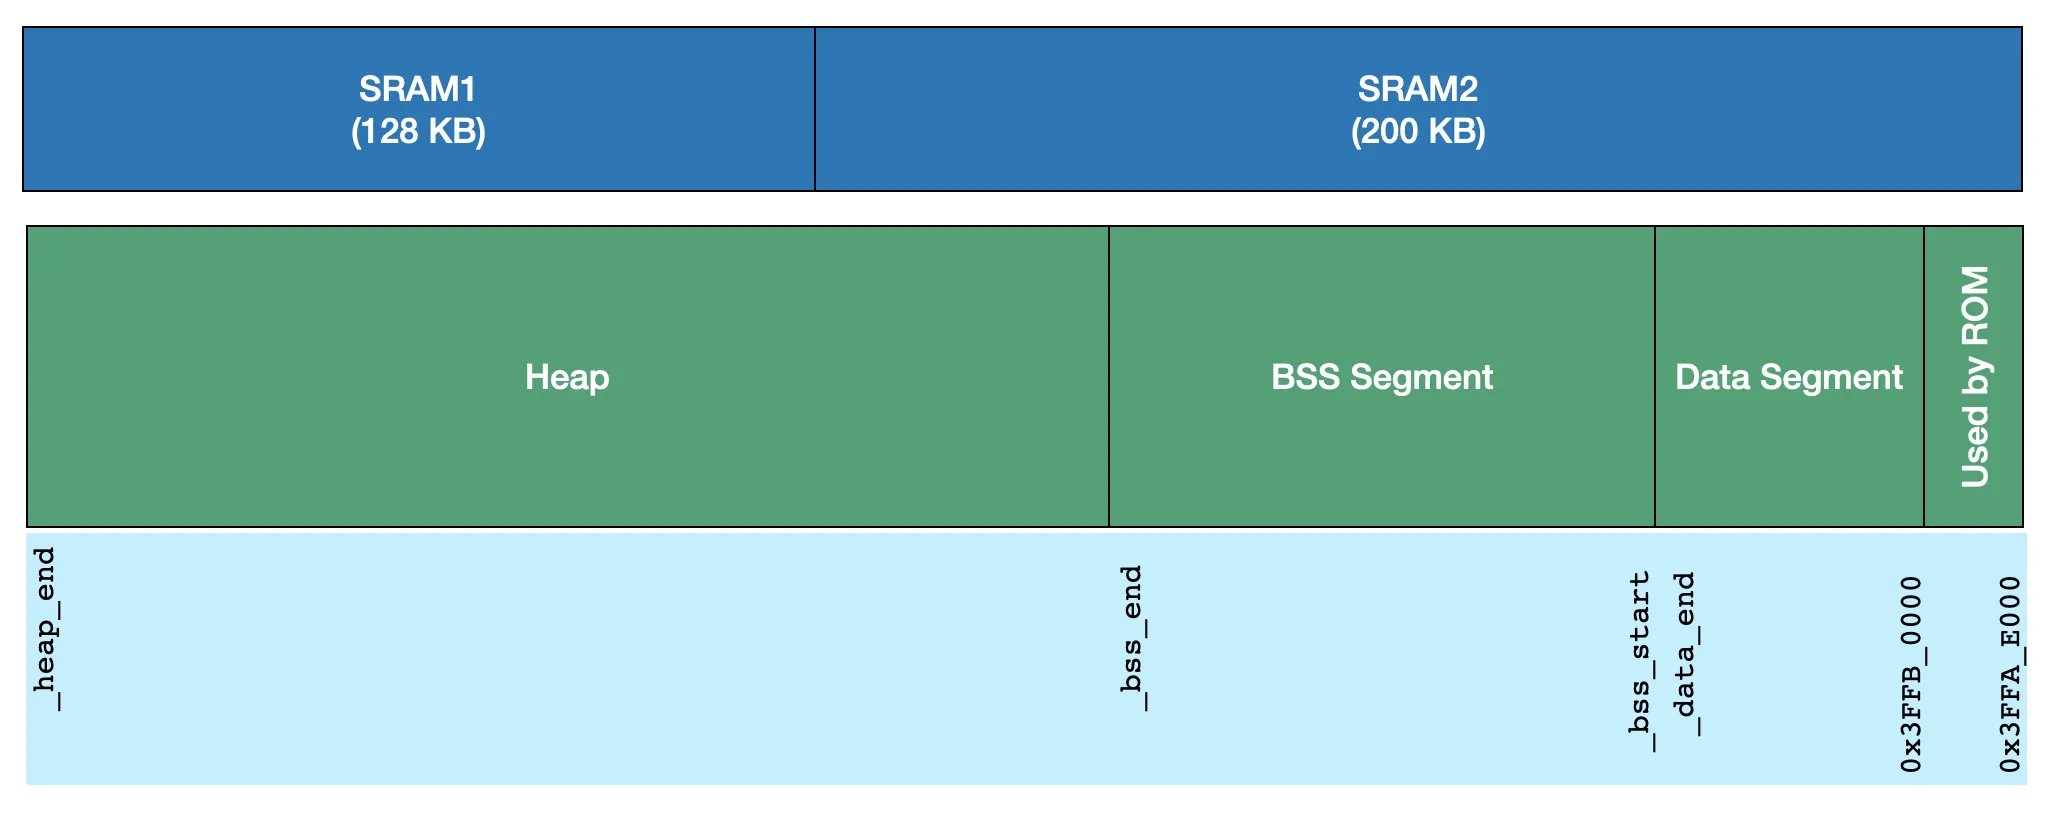 SRAM1
(128 KB)
SRAM2
(200 KB)
Heap
BSS Segment
Data Segment
Used by ROM
_heap_end
_bss_end
_bss_start
_data_end
0x3FFB_0000
0x3FFA_E000